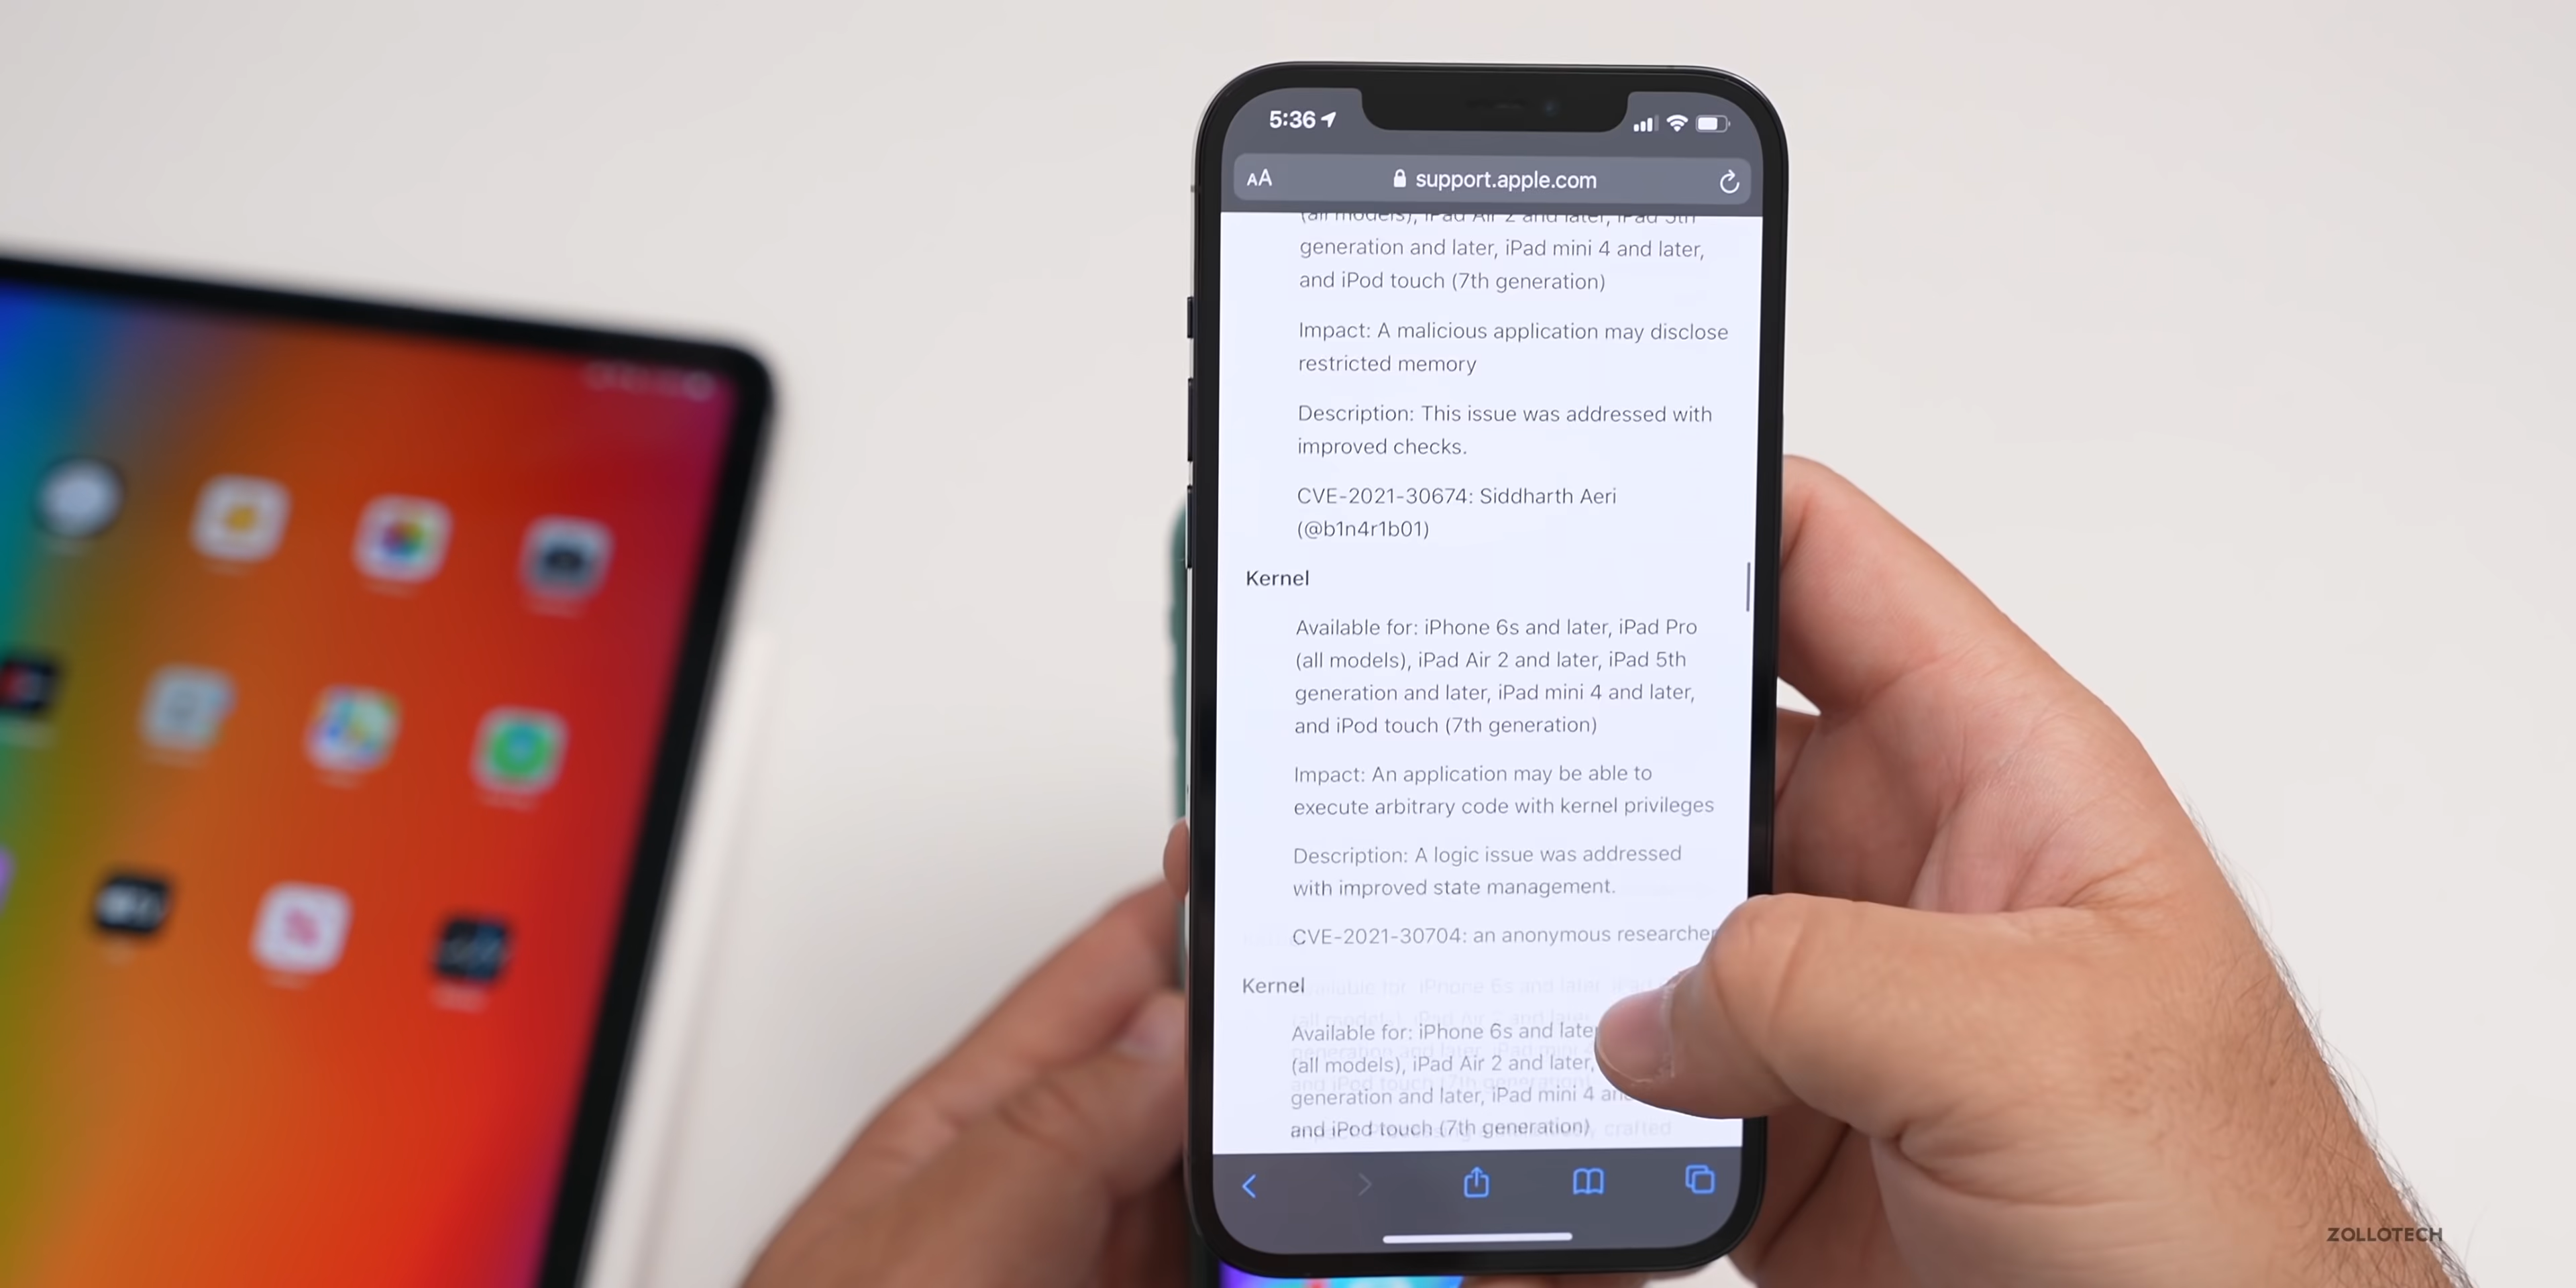 5:36
AA support.apple.com
(all models), iPad Air 2 and later, iPad 5th
generation and later, iPad mini 4 and later,
and iPod touch (7th generation)
Impact: A malicious application may disclose
restricted memory
Description: This issue was addressed with
improved checks.
CVE-2021-30674: Siddharth Aeri
(@b1n4r1b01)
Kernel
Available for: iPhone 6s and later, iPad Pro
(all models), iPad Air 2 and later, iPad 5th
generation and later, iPad mini 4 and later,
and iPod touch (7th generation)
Impact: An application may be able to
execute arbitrary code with kernel privileges
Description: A logic issue was addressed
with improved state management.
CVE-2021-30704: an anonymous researcher
Kernel
Available for: iPhone 6s and later
(all models), iPad Air 2 and later,
generation and later, iPad mini 4 and
and iPod touch (7th generation)
ZOLLOTECH